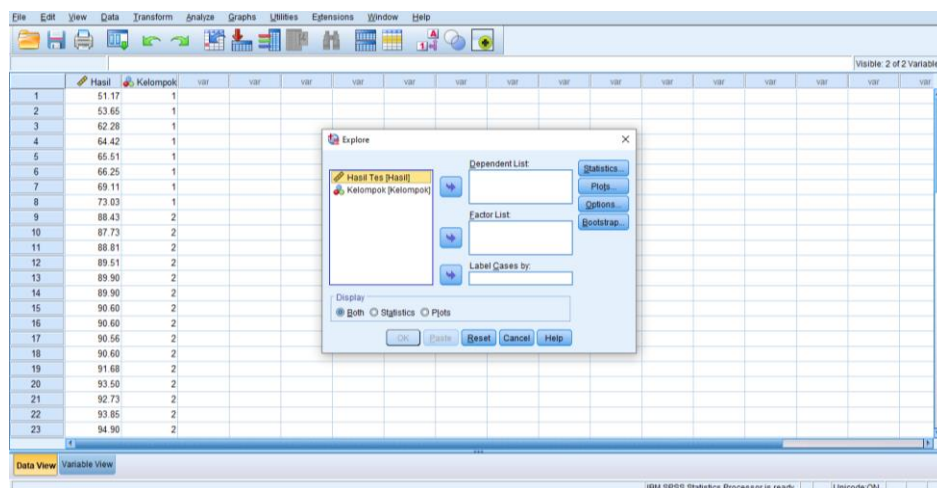 File Edit View Data Transform Analyze Graphs Utilities Extensions Window Help
Visible: 2 of 2 Variable
Hasil Kelompok var var var var var var var var var var var var var var
1 51.17 1
2 53.65 1
3 62.28 1
4 64.42 1
5 65.51 1
6 66.25 1
7 69.11 1
8 73.03 1
9 88.43 2
10 87.73 2
11 88.81 2
12 89.51 2
13 89.90 2
14 89.90 2
15 90.60 2
16 90.60 2
17 90.56 2
18 90.60 2
19 91.68 2
20 93.50 2
21 92.73 2
22 93.85 2
23 94.90 2
Explore
Hasil Tes [Hasil]
Kelompok [Kelompok]
Dependent List:
Factor List:
Label Cases by:
Statistics...
Plots...
Options...
Bootstrap...
Display
Both Statistics Plots
OK Paste Reset Cancel Help
Data View Variable View
IBM SPSS Statistics Processor is ready Unicode:ON